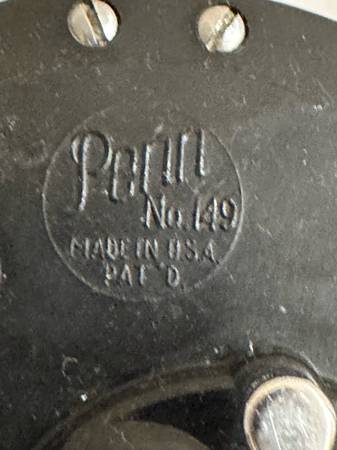 Penn
No. 149
MADE IN U.S.A.
PAT'D.